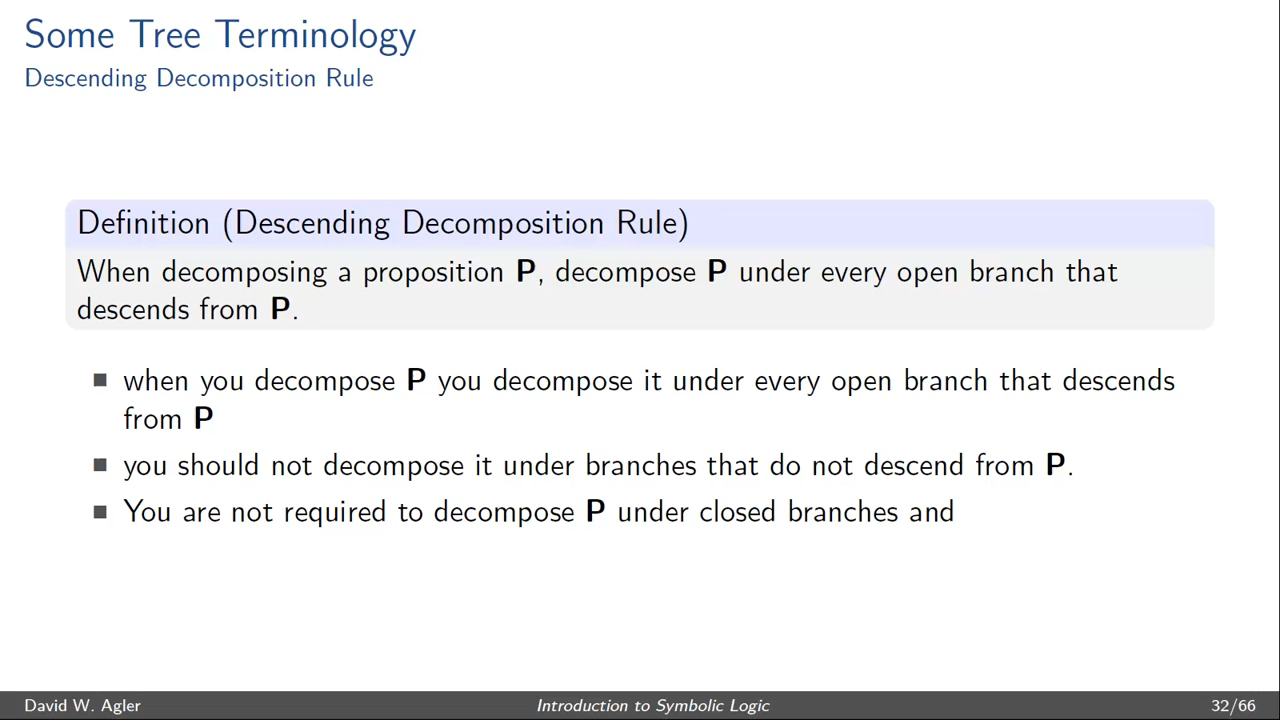 Some Tree Terminology
Descending Decomposition Rule
Definition (Descending Decomposition Rule)
When decomposing a proposition P, decompose P under every open branch that
descends from P.
■ when you decompose P you decompose it under every open branch that descends
from P
■ you should not decompose it under branches that do not descend from P.
■ You are not required to decompose P under closed branches and
David W. Agler Introduction to Symbolic Logic 32/66